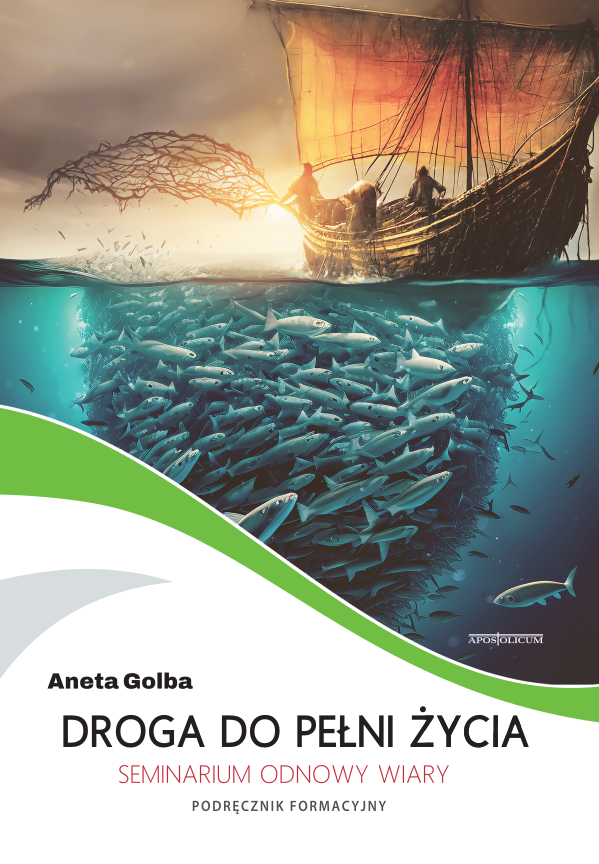 APOSTOLICUM
Aneta Golba
DROGA DO PEŁNI ŻYCIA
SEMINARIUM ODNOWY WIARY
PODRĘCZNIK FORMACYJNY